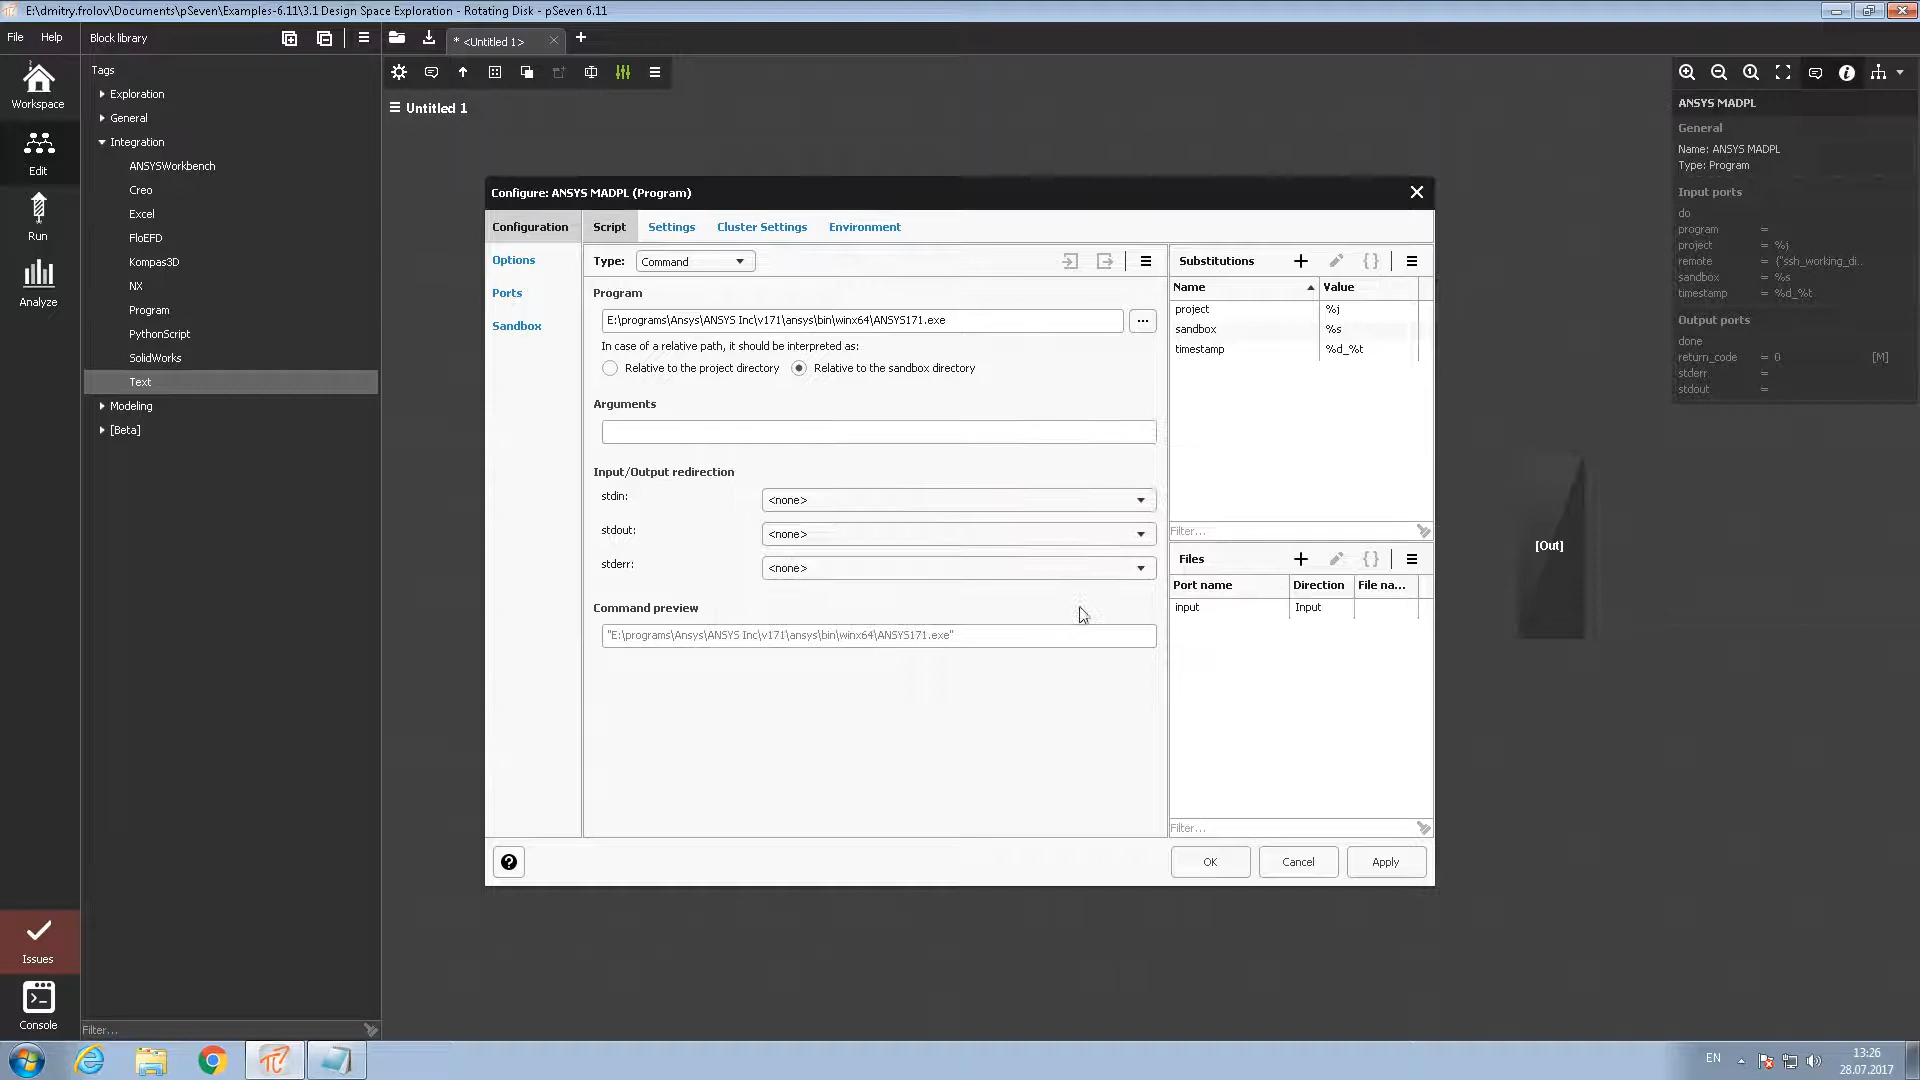 E:\dmitry.frolov\Documents\pSeven\Examples-6.11\3.1 Design Space Exploration - Rotating Disk - pSeven 6.11
File Help
Block library
* <Untitled 1>
Workspace
Edit
Run
Analyze
Issues
Console
Tags
Exploration
General
Integration
ANSYSWorkbench
Creo
Excel
FloEFD
Kompas3D
NX
Program
PythonScript
SolidWorks
Text
Modeling
[Beta]
Filter...
Untitled 1
Configure: ANSYS MADPL (Program)
Configuration
Options
Ports
Sandbox
Script Settings Cluster Settings Environment
Type: Command
Program
E:\programs\Ansys\ANSYS Inc\v171\ansys\bin\winx64\ANSYS171.exe
...
In case of a relative path, it should be interpreted as:
Relative to the project directory Relative to the sandbox directory
Arguments
Input/Output redirection
stdin: <none>
stdout: <none>
stderr: <none>
Command preview
"E:\programs\Ansys\ANSYS Inc\v171\ansys\bin\winx64\ANSYS171.exe"
Substitutions
Name Value
project %j
sandbox %s
timestamp %d_%t
Filter...
Files
Port name Direction File na...
input Input
Filter...
OK Cancel Apply
[Out]
ANSYS MADPL
General
Name: ANSYS MADPL
Type: Program
Input ports
do
program =
project = %j
remote = {"ssh_working_di..
sandbox = %s
timestamp = %d_%t
Output ports
done
return_code = 0 [M]
stderr =
stdout =
EN
13:26
28.07.2017